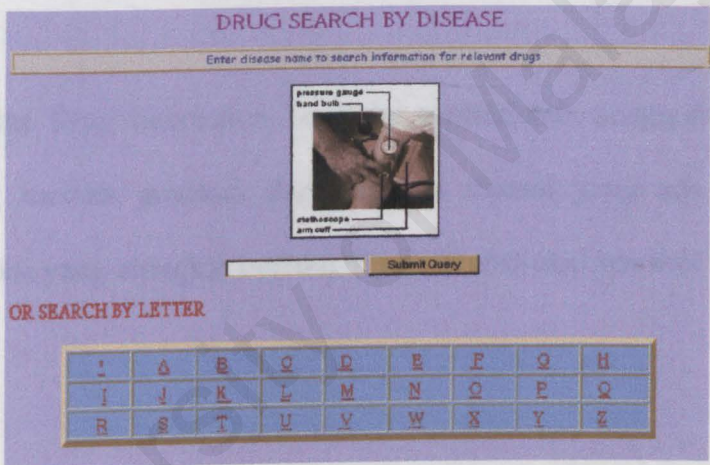 DRUG SEARCH BY DISEASE
Enter disease name to search information for relevant drugs
pressure gauge
hand bulb
stethoscope
arm cuff
Submit Query
OR SEARCH BY LETTER
* A B C D E F G H
I J K L M N O P Q
R S T U V W X Y Z